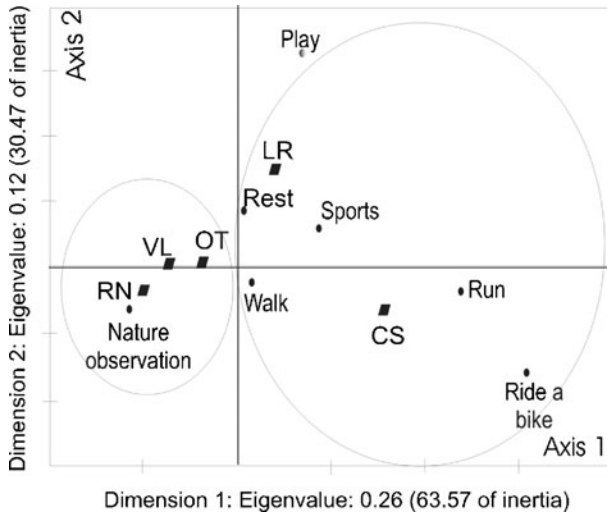 Dimension 2: Eigenvalue: 0.12 (30.47 of inertia)
Axis 2
Play
LR
Rest
Sports
VL
OT
RN
Nature
observation
Walk
Run
CS
Ride a
bike
Axis 1
Dimension 1: Eigenvalue: 0.26 (63.57 of inertia)